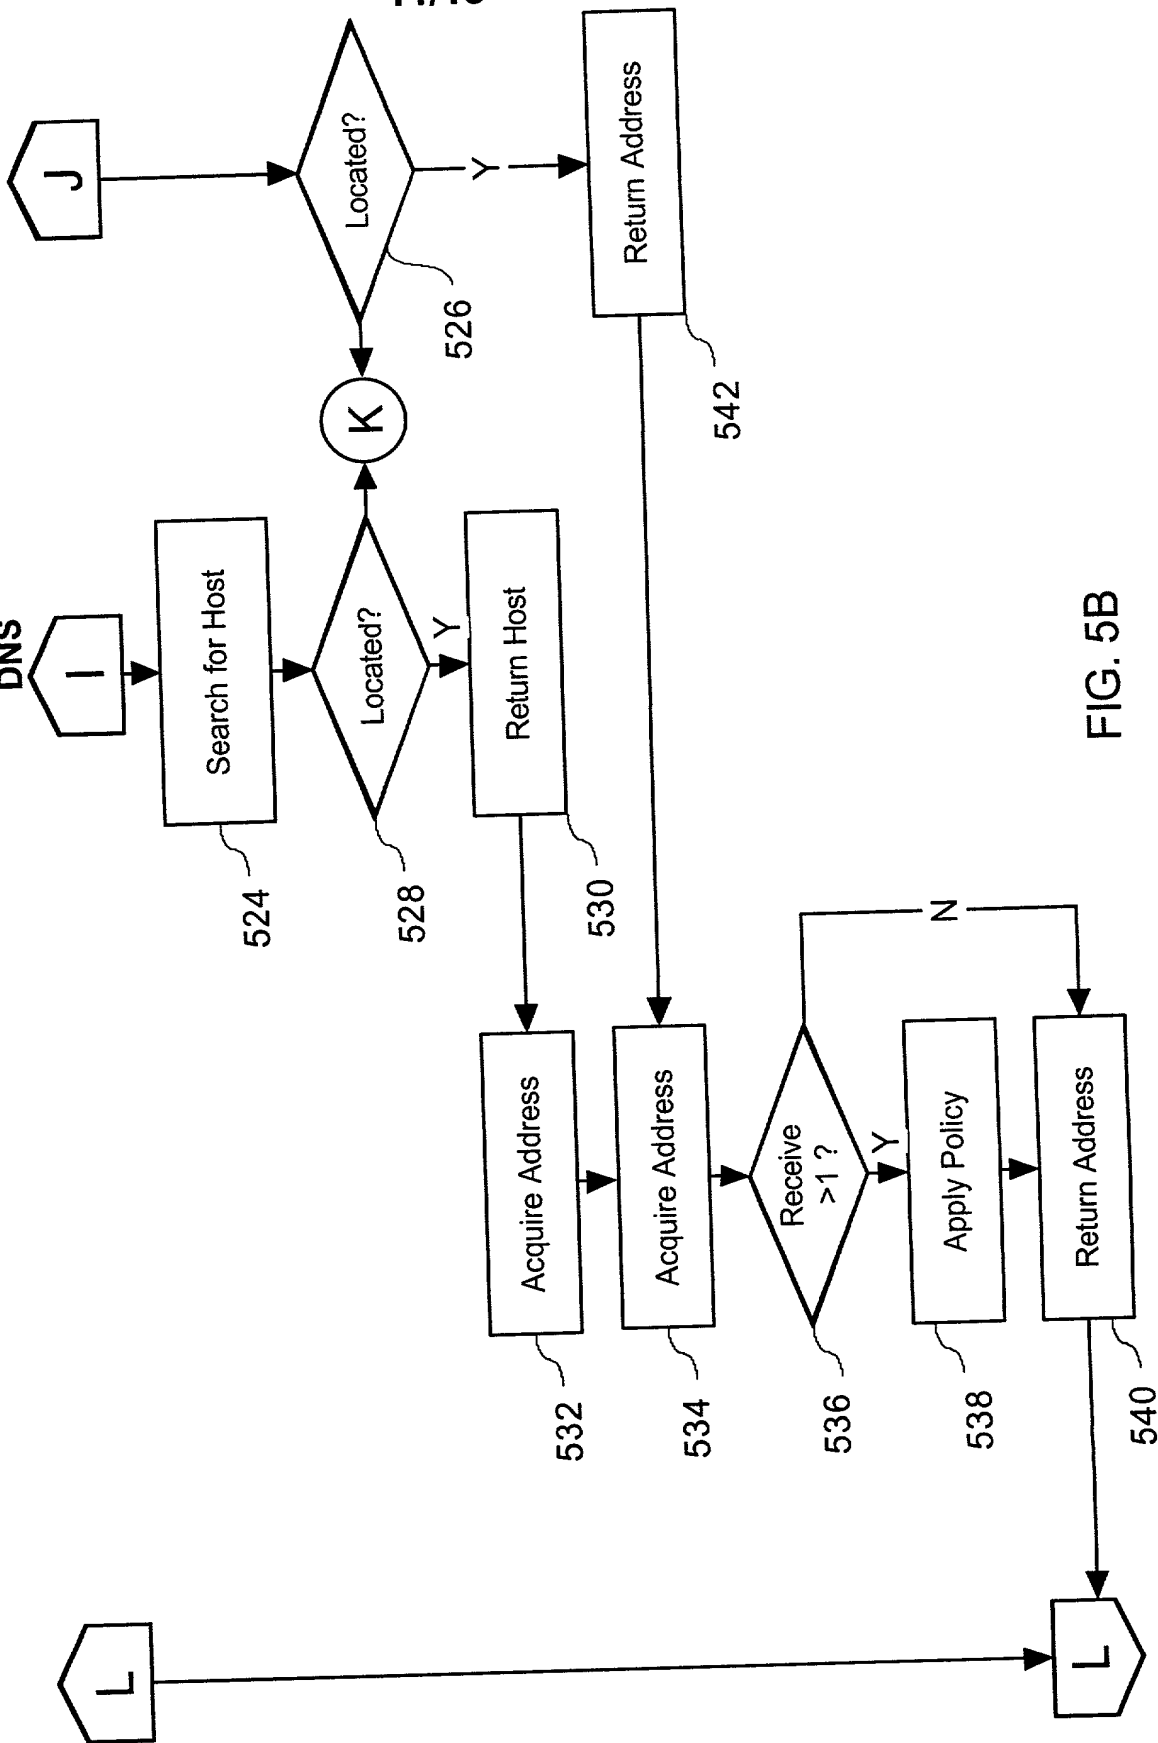 DNS
L
I
J
Search for Host
524
Located?
528
Y
K
Located?
526
Y
Return Host
530
Return Address
542
Acquire Address
532
Acquire Address
534
Receive
>1 ?
536
Y
N
Apply Policy
538
Return Address
540
L
FIG. 5B